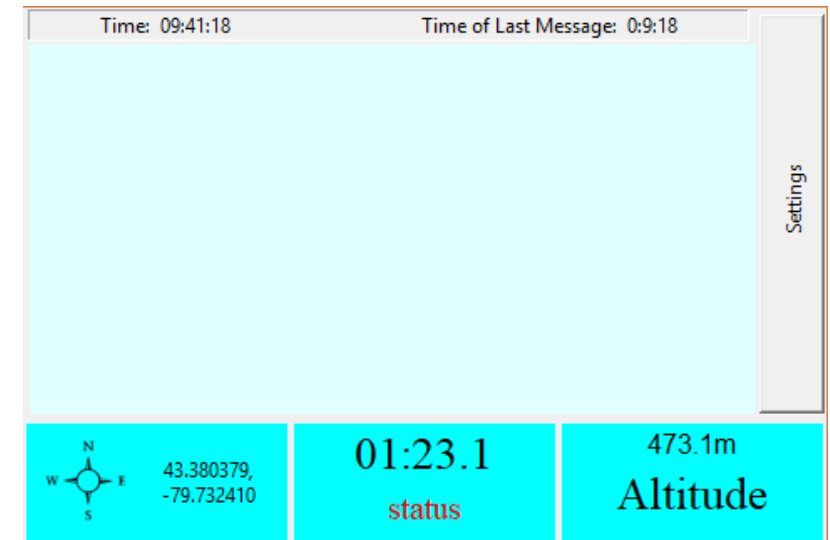 Time: 09:41:18 Time of Last Message: 0:9:18
Settings
N
W E
S
43.380379,
-79.732410
01:23.1
status
473.1m
Altitude